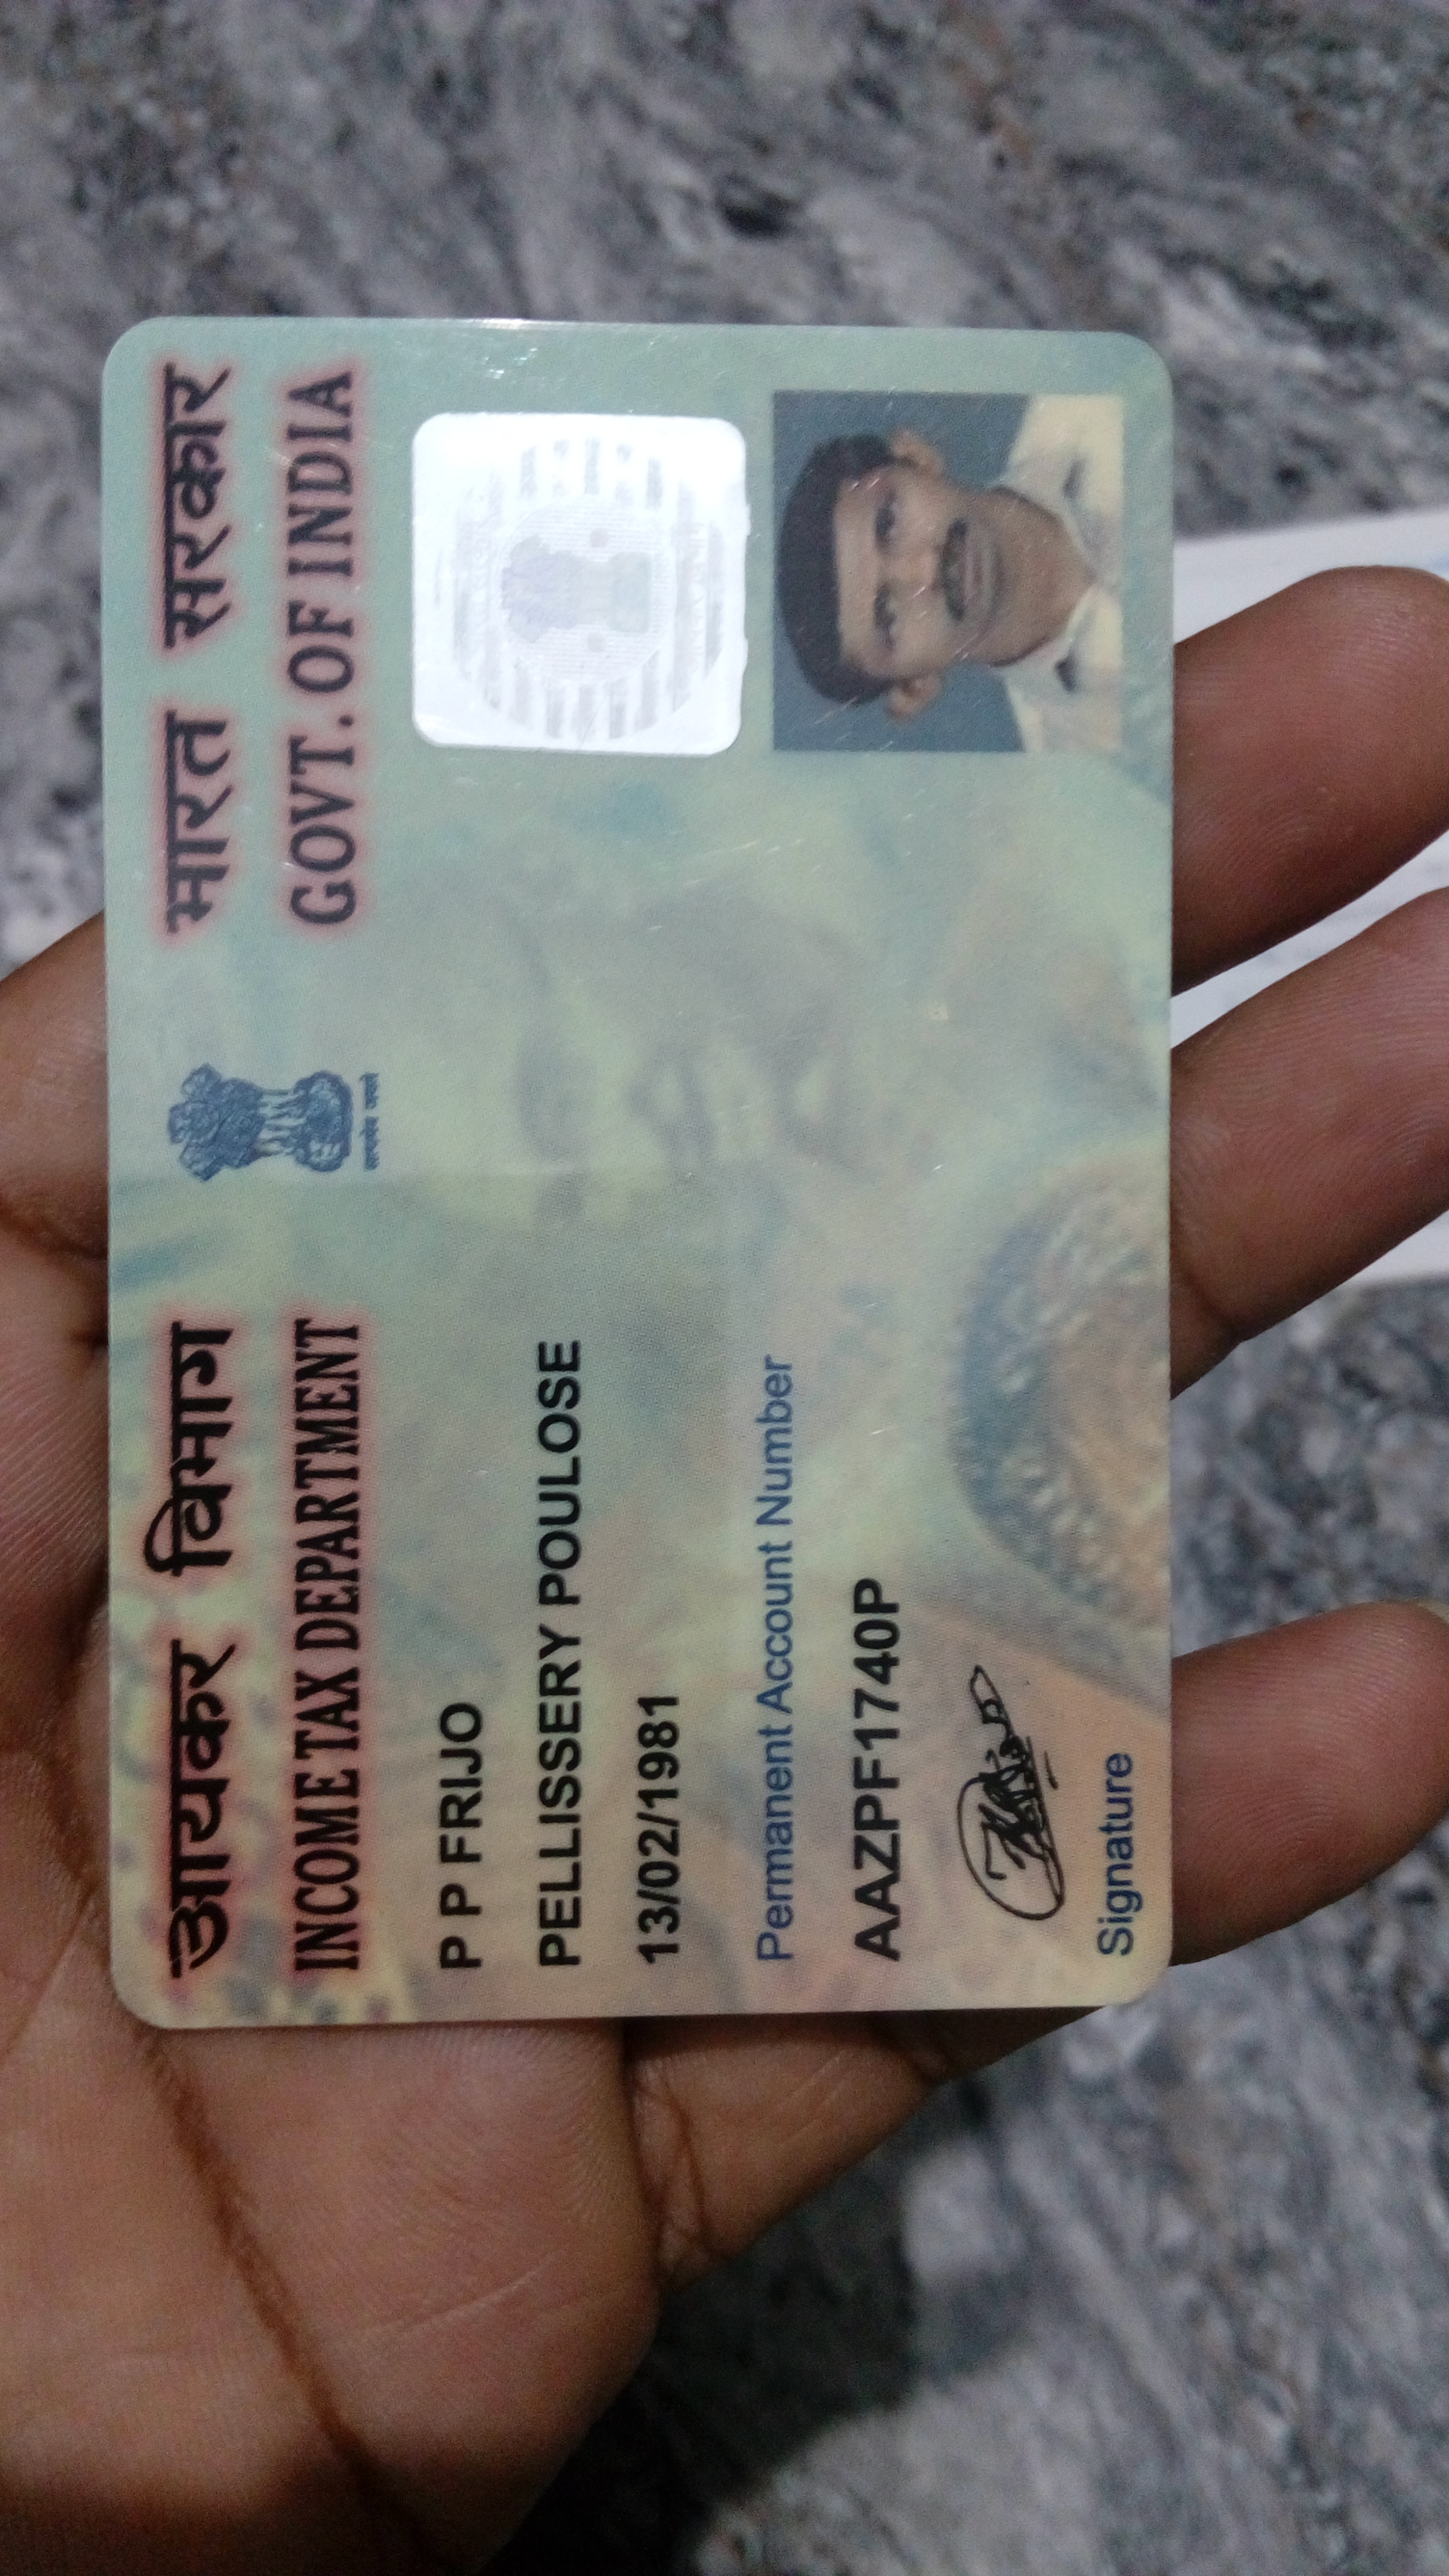 आयकर विभाग
INCOME TAX DEPARTMENT
सत्यमेव जयते
भारत सरकार
GOVT. OF INDIA
P P FRIJO
PELLISSERY POULOSE
13/02/1981
Permanent Account Number
AAZPF1740P
Signature